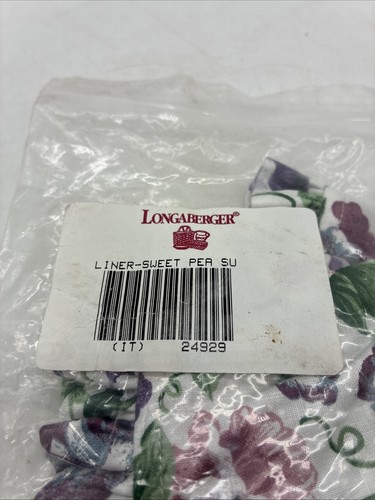 LONGABERGER®
LINER-SWEET PEA SU
(IT) 24929